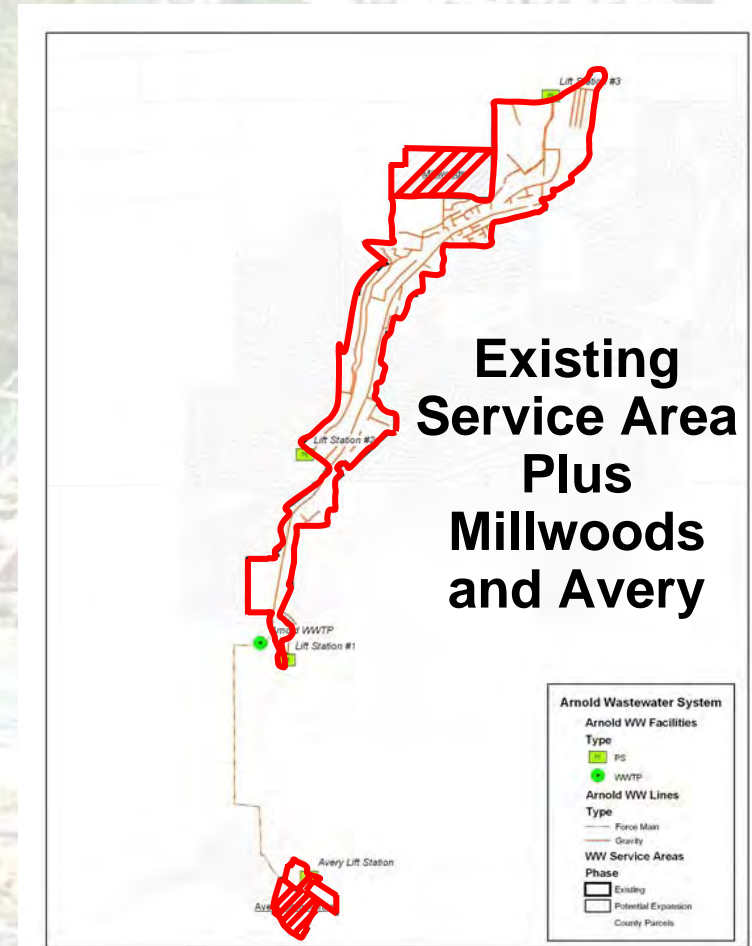 Lift Station #3
Existing
Service Area
Plus
Millwoods
and Avery
Lift Station #2
Arnold WWTP
Lift Station #1
Avery Lift Station
Arnold Wastewater System
Arnold WW Facilities
Type
PS
WWTP
Arnold WW Lines
Type
Force Main
Gravity
WW Service Areas
Phase
Existing
Potential Expansion
County Parcels